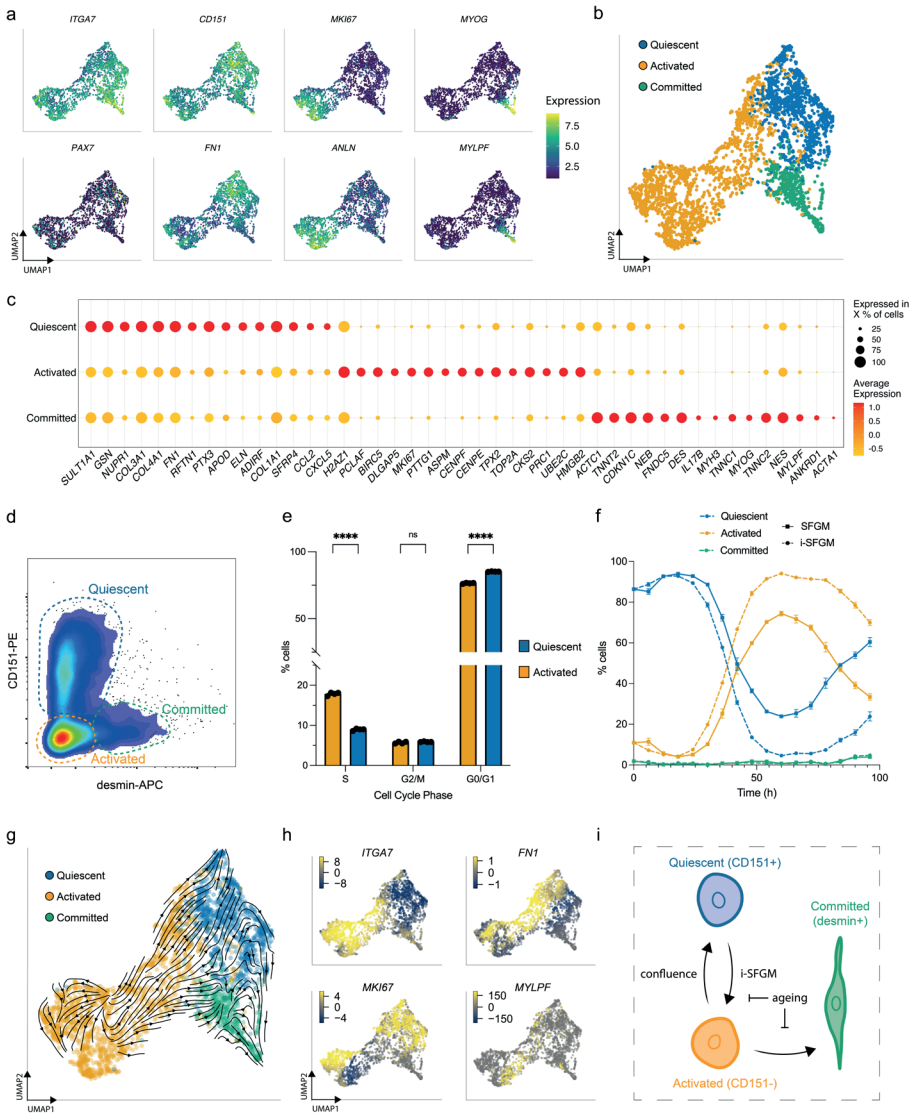 a
ITGA7 CD151 MKI67 MYOG
PAX7 FN1 ANLN MYLPF
Expression
7.5
5.0
2.5
UMAP2
UMAP1
b
Quiescent
Activated
Committed
UMAP2
UMAP1
c
Quiescent
Activated
Committed
SULT1A1 GSN NUPR1 COL3A1 COL4A1 FN1 RFTN1 PTX3 APOD ELN ADIRF COL1A1 SFRP4 CCL2 CXCL5 H2AZ1 PCLAF BIRC5 DLGAP5 MKI67 PTTG1 ASPM CENPF CENPE TPX2 TOP2A CKS2 PRC1 UBE2C HMGB2 ACTC1 TNNT2 CDKN1C NEB FNDC5 DES IL17B MYH3 TNNC1 MYOG TNNC2 NES MYLPF ANKRD1 ACTA1
Expressed in
X % of cells
25
50
75
100
Average
Expression
1.0
0.5
0.0
-0.5
d
CD151-PE
Quiescent
Committed
Activated
desmin-APC
e
**** ns ****
100
50
20
10
0
% cells
S G2/M G0/G1
Cell Cycle Phase
Quiescent
Activated
f
Quiescent
Activated
Committed
SFGM
i-SFGM
100
80
60
40
20
0
% cells
0 50 100
Time (h)
g
Quiescent
Activated
Committed
UMAP2
UMAP1
h
ITGA7
8
-8
FN1
1
-1
MKI67
4
-4
MYLPF
150
-150
UMAP2
UMAP1
i
Quiescent (CD151+)
Committed
(desmin+)
confluence
i-SFGM
ageing
Activated (CD151-)